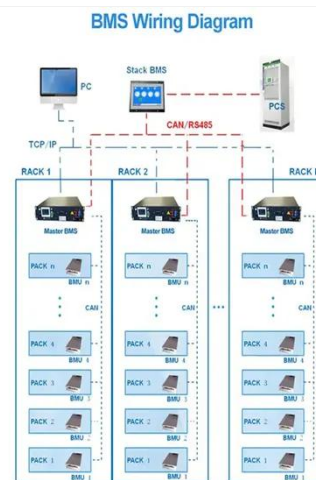 BMS Wiring Diagram
PC
Stack BMS
PCS
CAN/RS485
TCP/IP
RACK 1
RACK 2
RACK
Master BMS
Master BMS
Master BMS
PACK n
BMU n
PACK n
BMU n
PACK n
BMU n
CAN
CAN
CAN
PACK 4
BMU 4
PACK 4
BMU 4
PACK 4
BMU 4
PACK 3
BMU 3
PACK 3
BMU 3
PACK 3
BMU 3
PACK 2
BMU 2
PACK 2
BMU 2
PACK 2
BMU 2
PACK 1
BMU 1
PACK 1
BMU 1
PACK 1
BMU 1